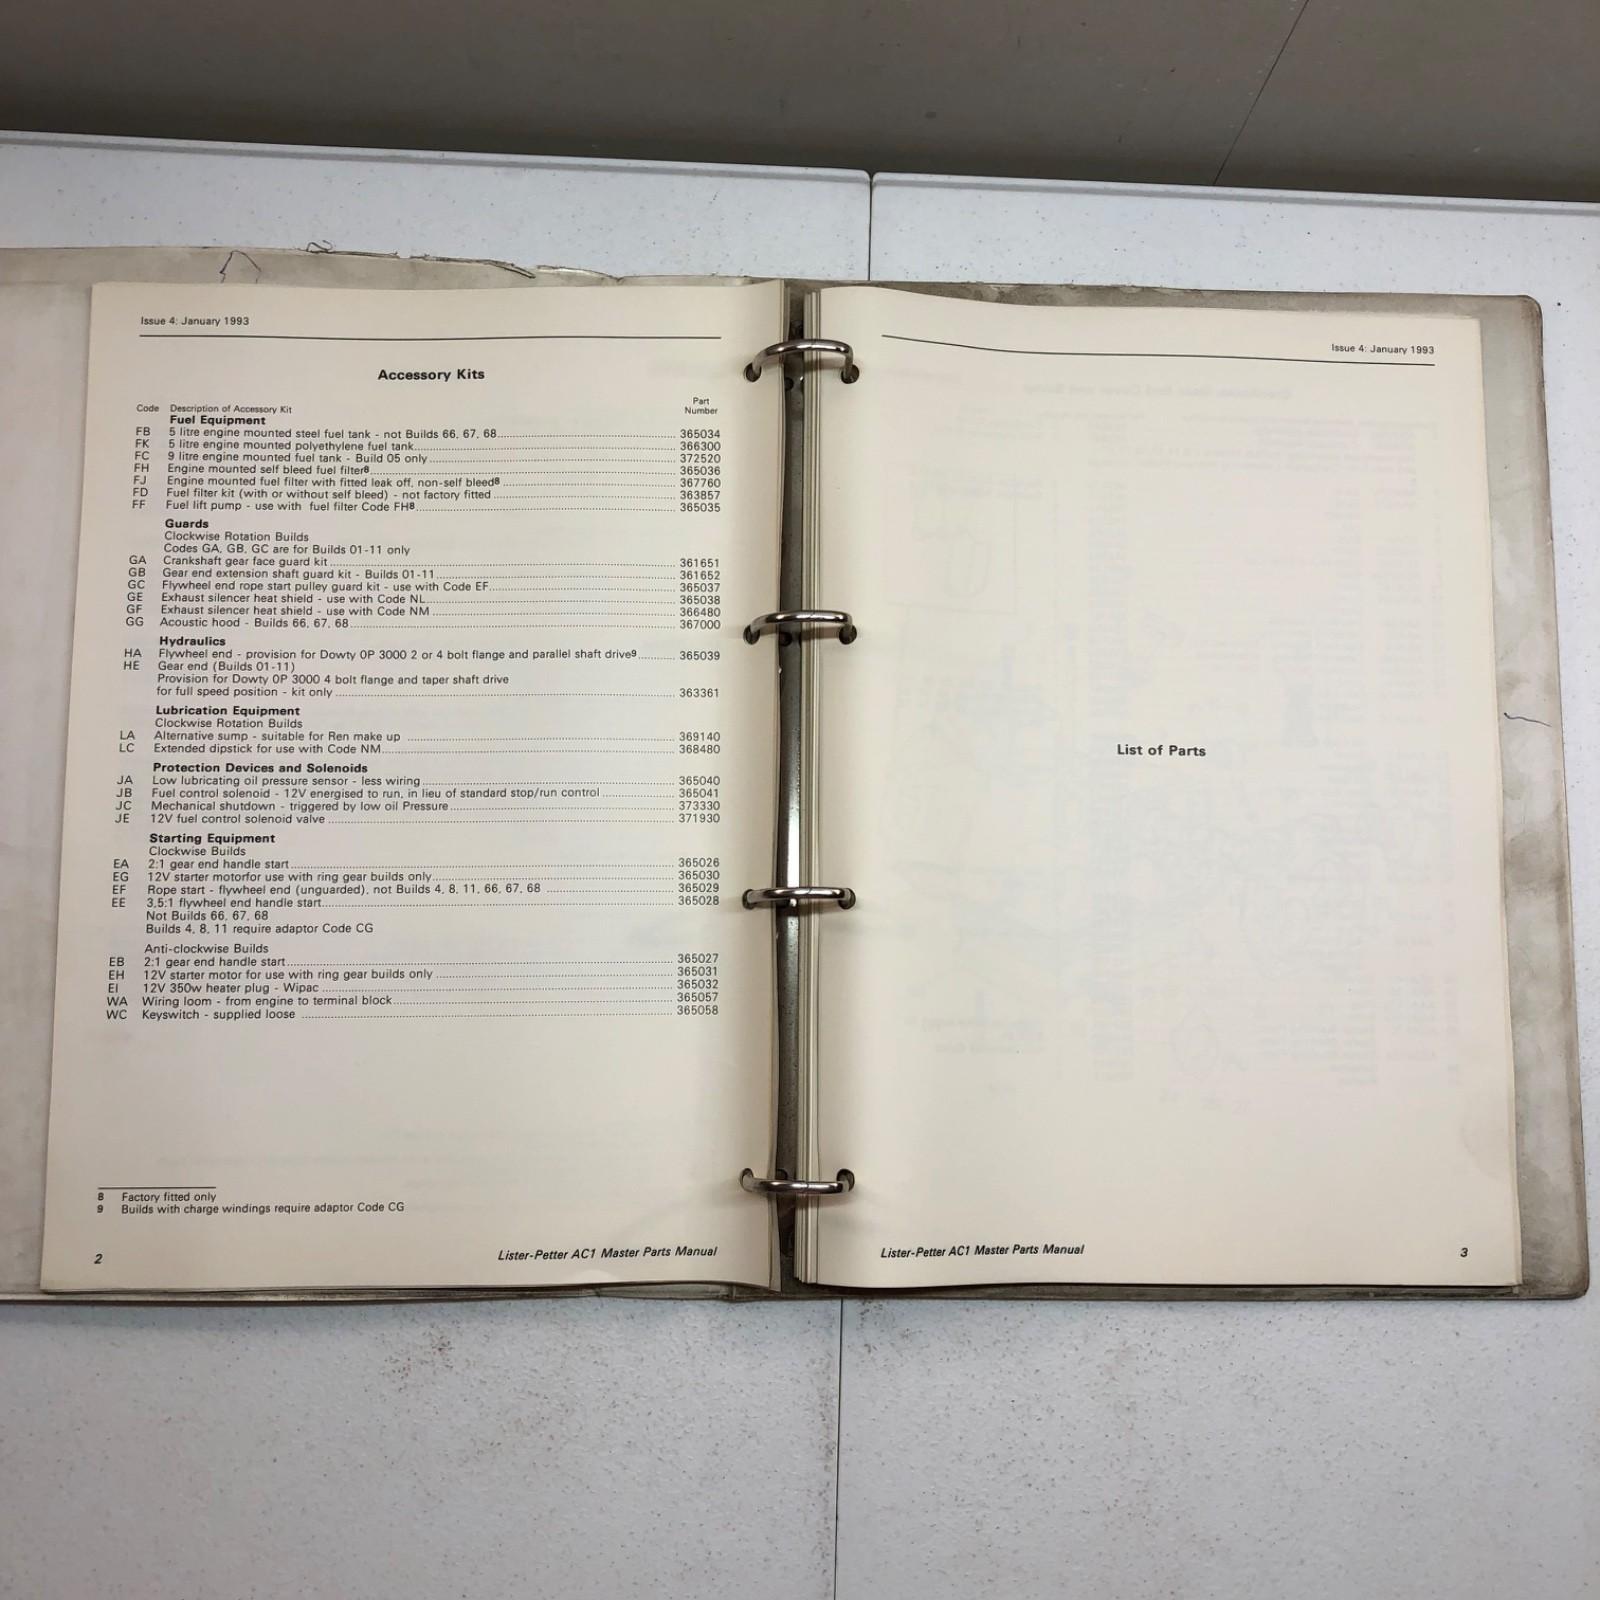 Issue 4: January 1993
Accessory Kits
Code Description of Accessory Kit Part Number
Fuel Equipment
FB 5 litre engine mounted steel fuel tank - not Builds 66, 67, 68 365034
FK 5 litre engine mounted polyethylene fuel tank 366300
FC 9 litre engine mounted fuel tank - Build 05 only 372520
FH Engine mounted self bleed fuel filter8 365036
FJ Engine mounted fuel filter with fitted leak off, non-self bleed8 367760
FD Fuel filter kit (with or without self bleed) - not factory fitted 363857
FF Fuel lift pump - use with fuel filter Code FH8 365035
Guards
Clockwise Rotation Builds
Codes GA, GB, GC are for Builds 01-11 only
GA Crankshaft gear face guard kit 361651
GB Gear end extension shaft guard kit - Builds 01-11 361652
GC Flywheel end rope start pulley guard kit - use with Code EF 365037
GE Exhaust silencer heat shield - use with Code NL 365038
GF Exhaust silencer heat shield - use with Code NM 366480
GG Acoustic hood - Builds 66, 67, 68 367000
Hydraulics
HA Flywheel end - provision for Dowty 0P 3000 2 or 4 bolt flange and parallel shaft drive9 365039
HE Gear end (Builds 01-11)
Provision for Dowty 0P 3000 4 bolt flange and taper shaft drive
for full speed position - kit only 363361
Lubrication Equipment
Clockwise Rotation Builds
LA Alternative sump - suitable for Ren make up 369140
LC Extended dipstick for use with Code NM 368480
Protection Devices and Solenoids
JA Low lubricating oil pressure sensor - less wiring 365040
JB Fuel control solenoid - 12V energised to run, in lieu of standard stop/run control 365041
JC Mechanical shutdown - triggered by low oil Pressure 373330
JE 12V fuel control solenoid valve 371930
Starting Equipment
Clockwise Builds
EA 2:1 gear end handle start 365026
EG 12V starter motorfor use with ring gear builds only 365030
EF Rope start - flywheel end (unguarded), not Builds 4, 8, 11, 66, 67, 68 365029
EE 3,5:1 flywheel end handle start 365028
Not Builds 66, 67, 68
Builds 4, 8, 11 require adaptor Code CG
Anti-clockwise Builds
EB 2:1 gear end handle start 365027
EH 12V starter motor for use with ring gear builds only 365031
EI 12V 350w heater plug - Wipac 365032
WA Wiring loom - from engine to terminal block 365057
WC Keyswitch - supplied loose 365058
8 Factory fitted only
9 Builds with charge windings require adaptor Code CG
2 Lister-Petter AC1 Master Parts Manual
Issue 4: January 1993
List of Parts
Lister-Petter AC1 Master Parts Manual 3